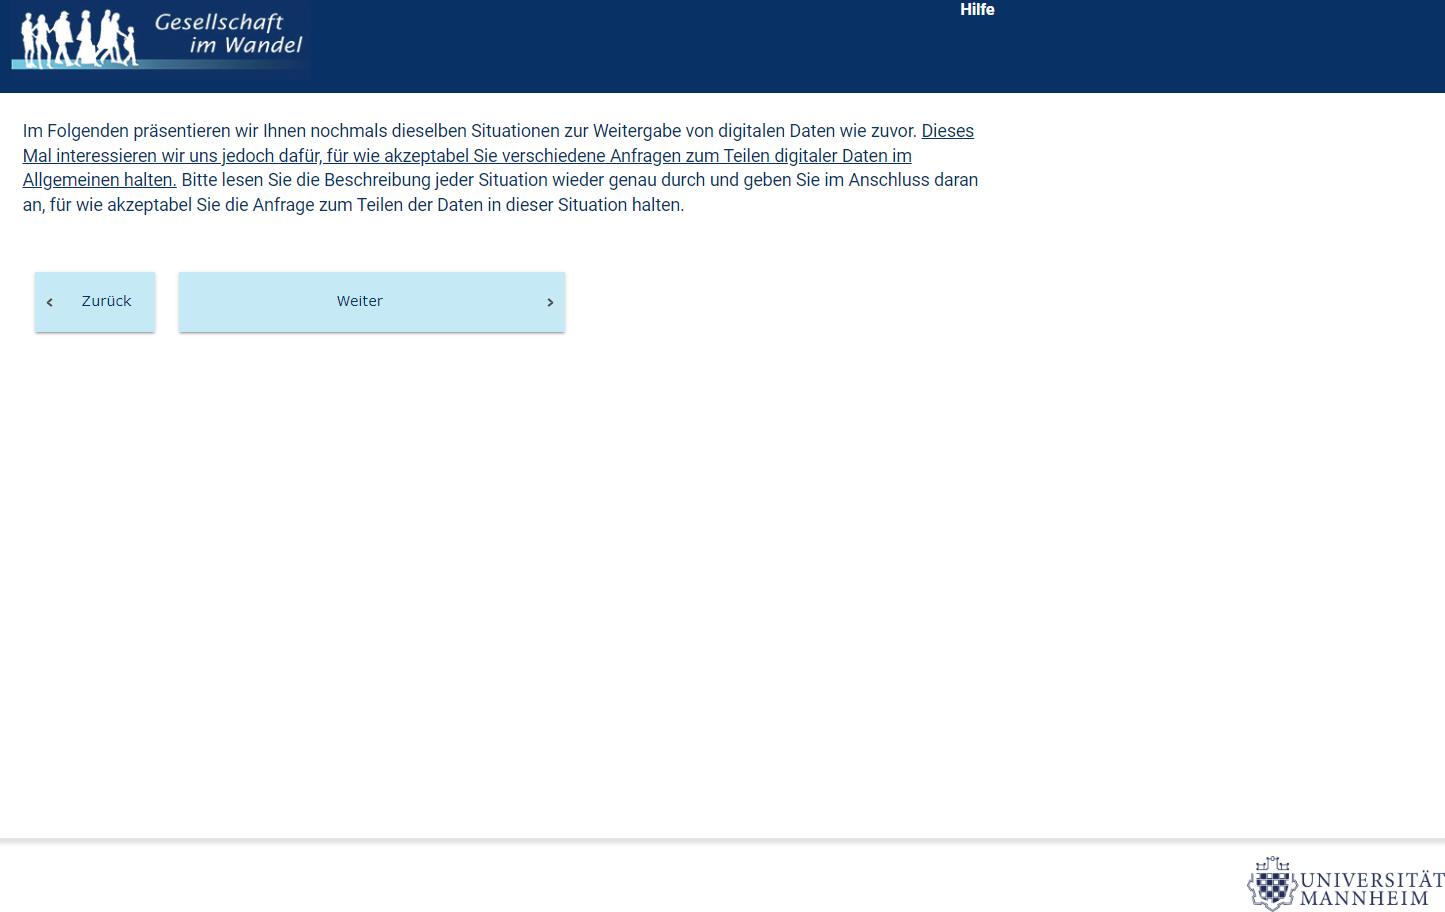 Gesellschaft
im Wandel
Hilfe
Im Folgenden präsentieren wir Ihnen nochmals dieselben Situationen zur Weitergabe von digitalen Daten wie zuvor. Dieses
Mal interessieren wir uns jedoch dafür, für wie akzeptabel Sie verschiedene Anfragen zum Teilen digitaler Daten im
Allgemeinen halten. Bitte lesen Sie die Beschreibung jeder Situation wieder genau durch und geben Sie im Anschluss daran
an, für wie akzeptabel Sie die Anfrage zum Teilen der Daten in dieser Situation halten.
Zurück
Weiter
UNIVERSITÄT
MANNHEIM